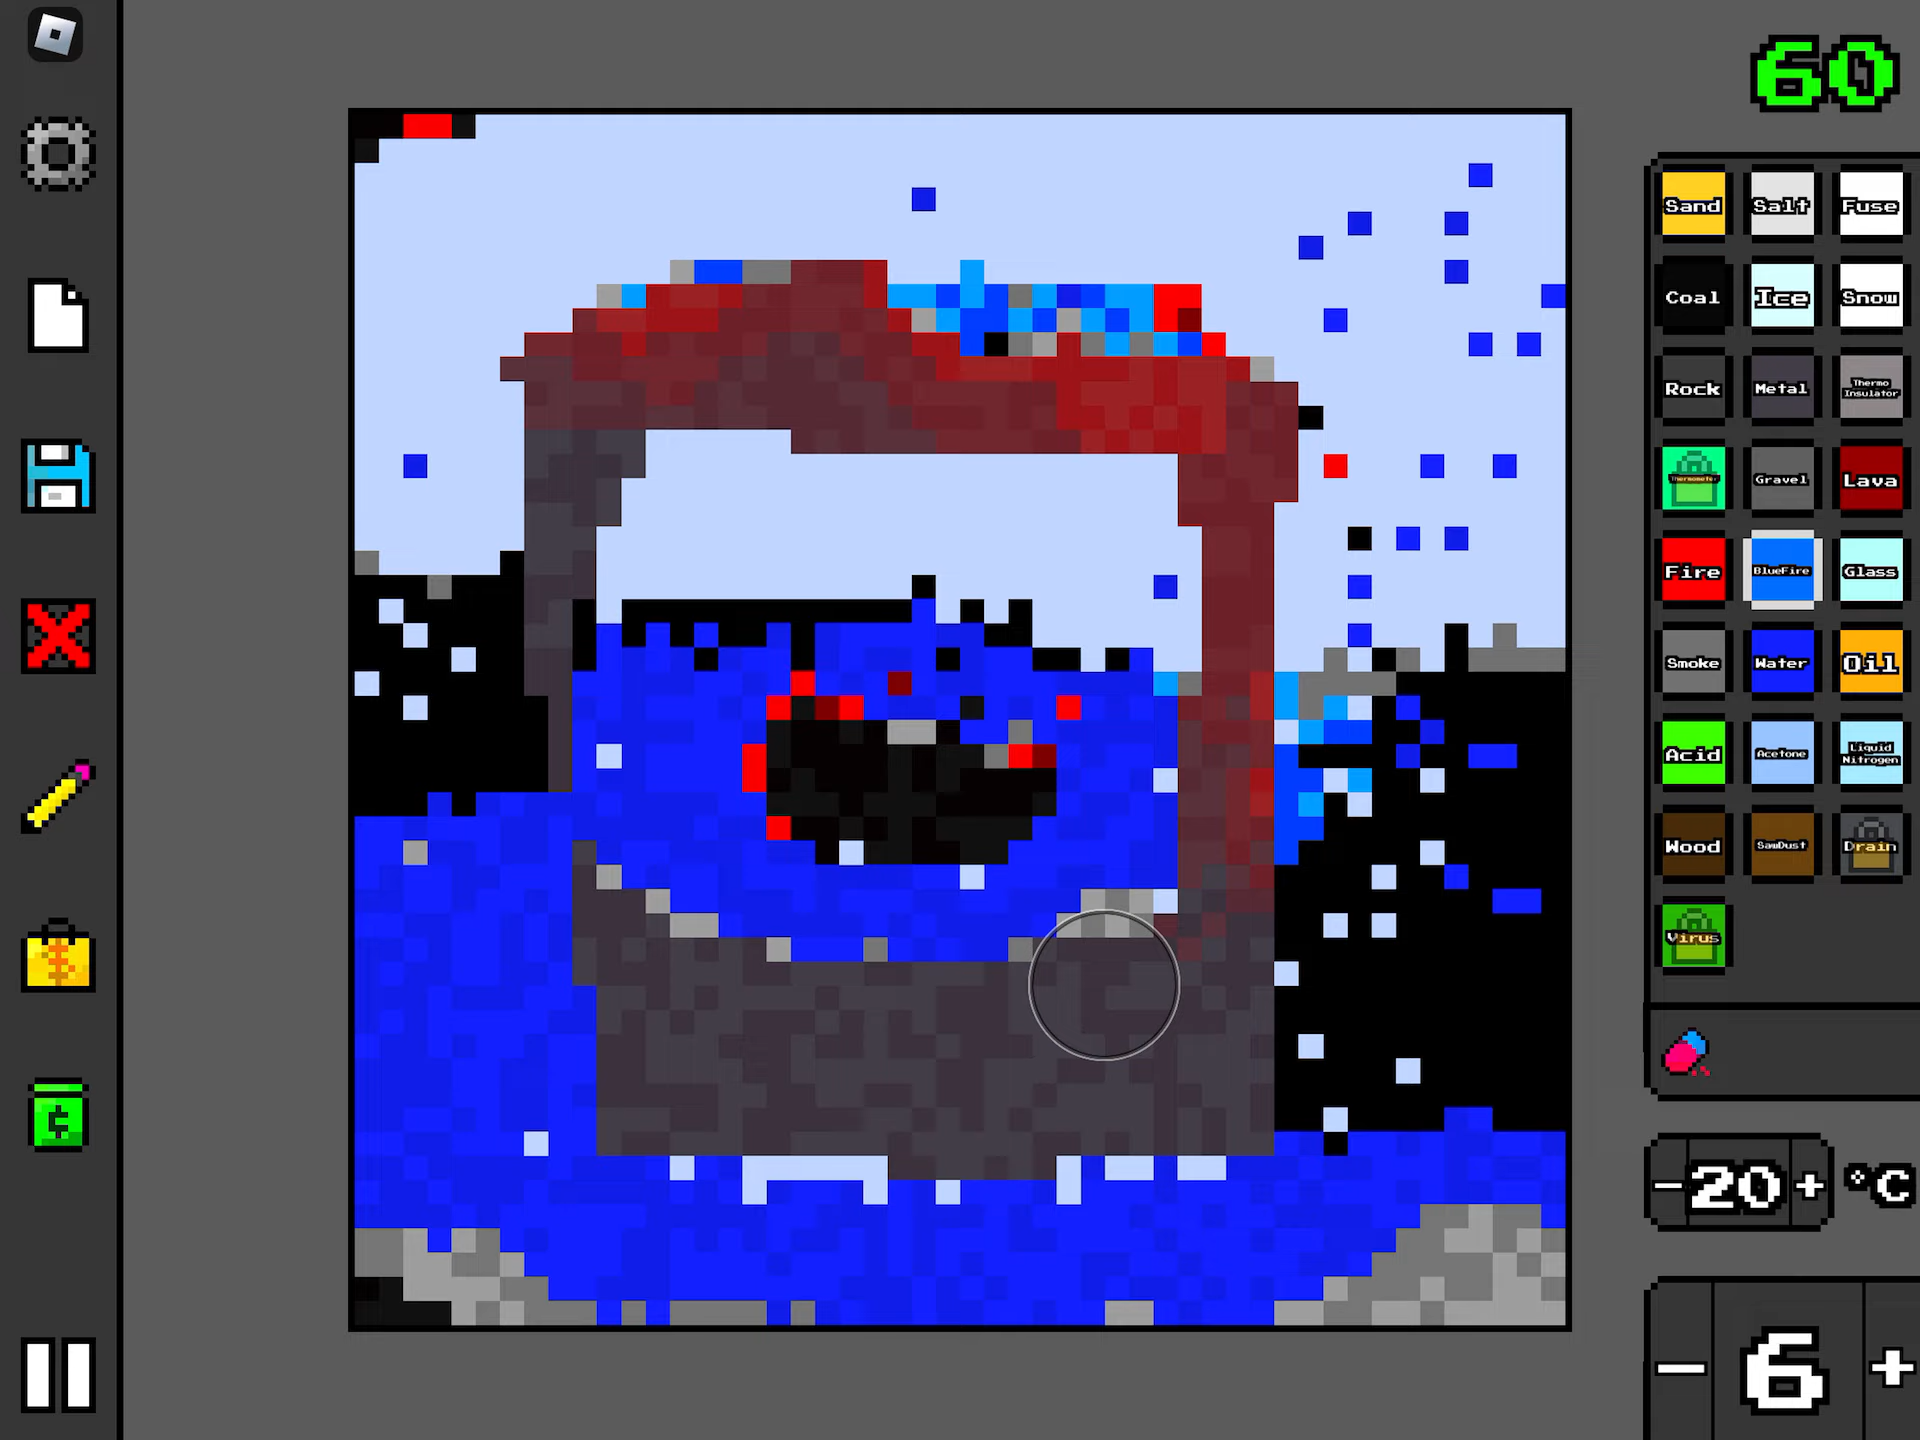 60
Sand Salt Fuse
Coal Ice Snow
Rock Metal Thermo Insulator
Thermometer Gravel Lava
Fire BlueFire Glass
Smoke Water Oil
Acid Acetone Liquid Nitrogen
Wood SawDust Drain
Virus
-20+ °C
- 6 +